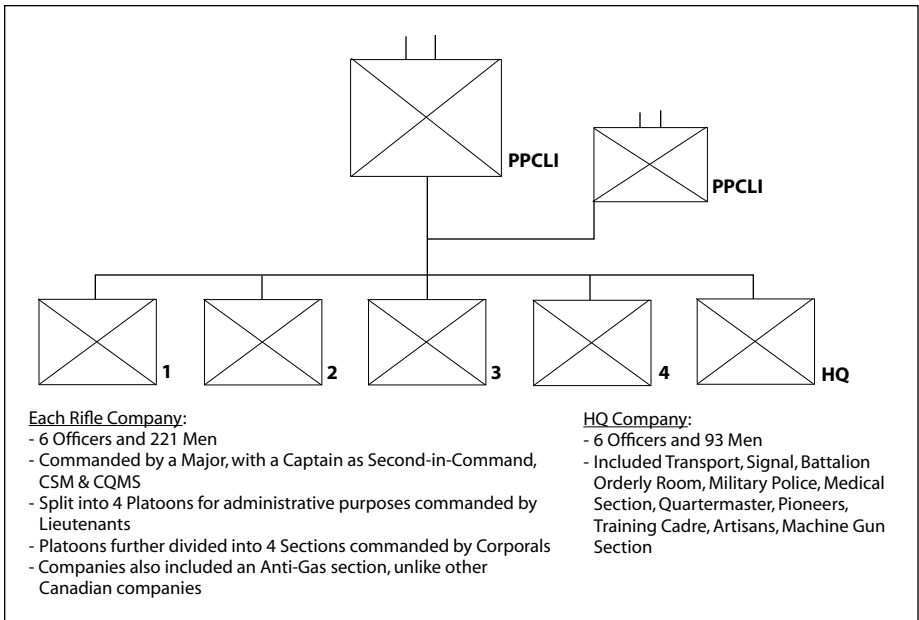 PPCLI
PPCLI
1
2
3
4
HQ
Each Rifle Company:
- 6 Officers and 221 Men
- Commanded by a Major, with a Captain as Second-in-Command,
CSM & CQMS
- Split into 4 Platoons for administrative purposes commanded by
Lieutenants
- Platoons further divided into 4 Sections commanded by Corporals
- Companies also included an Anti-Gas section, unlike other
Canadian companies
HQ Company:
- 6 Officers and 93 Men
- Included Transport, Signal, Battalion
Orderly Room, Military Police, Medical
Section, Quartermaster, Pioneers,
Training Cadre, Artisans, Machine Gun
Section